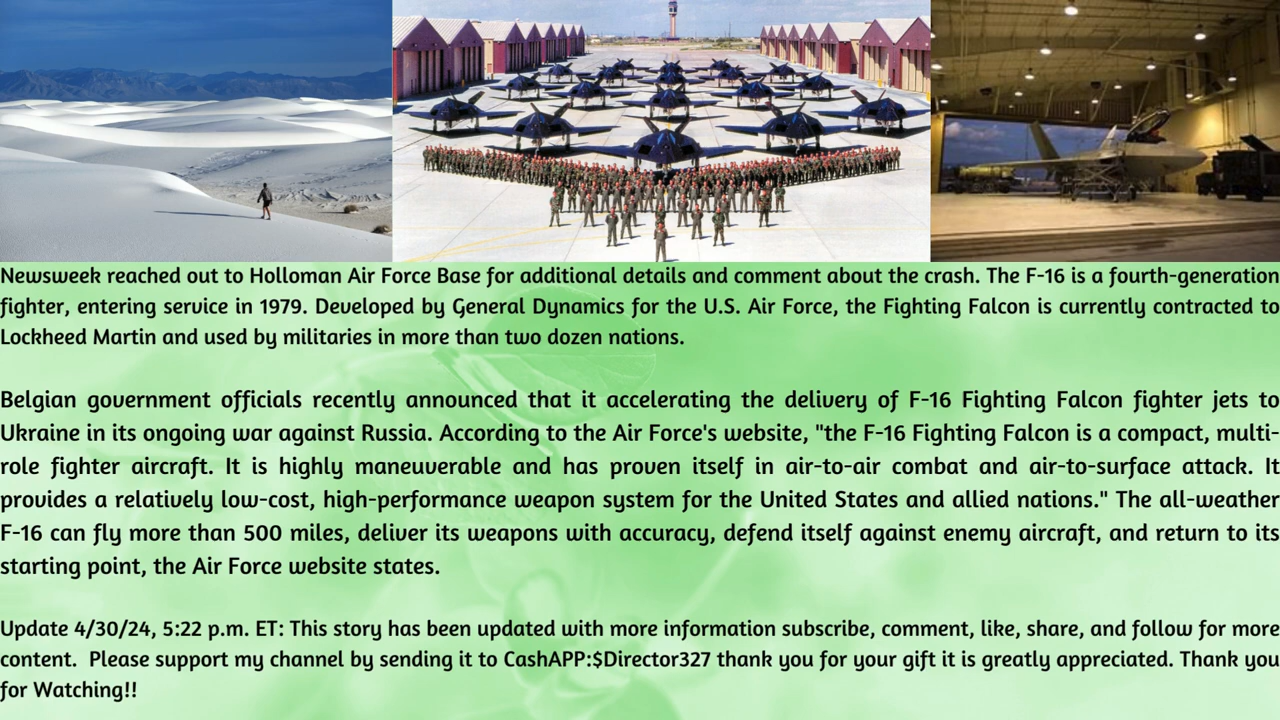 Newsweek reached out to Holloman Air Force Base for additional details and comment about the crash. The F-16 is a fourth-generation
fighter, entering service in 1979. Developed by General Dynamics for the U.S. Air Force, the Fighting Falcon is currently contracted to
Lockheed Martin and used by militaries in more than two dozen nations.
Belgian government officials recently announced that it accelerating the delivery of F-16 Fighting Falcon fighter jets to
Ukraine in its ongoing war against Russia. According to the Air Force's website, "the F-16 Fighting Falcon is a compact, multi-
role fighter aircraft. It is highly maneuverable and has proven itself in air-to-air combat and air-to-surface attack. It
provides a relatively low-cost, high-performance weapon system for the United States and allied nations." The all-weather
F-16 can fly more than 500 miles, deliver its weapons with accuracy, defend itself against enemy aircraft, and return to its
starting point, the Air Force website states.
Update 4/30/24, 5:22 p.m. ET: This story has been updated with more information subscribe, comment, like, share, and follow for more
content.  Please support my channel by sending it to CashAPP:$Director327 thank you for your gift it is greatly appreciated. Thank you
for Watching!!